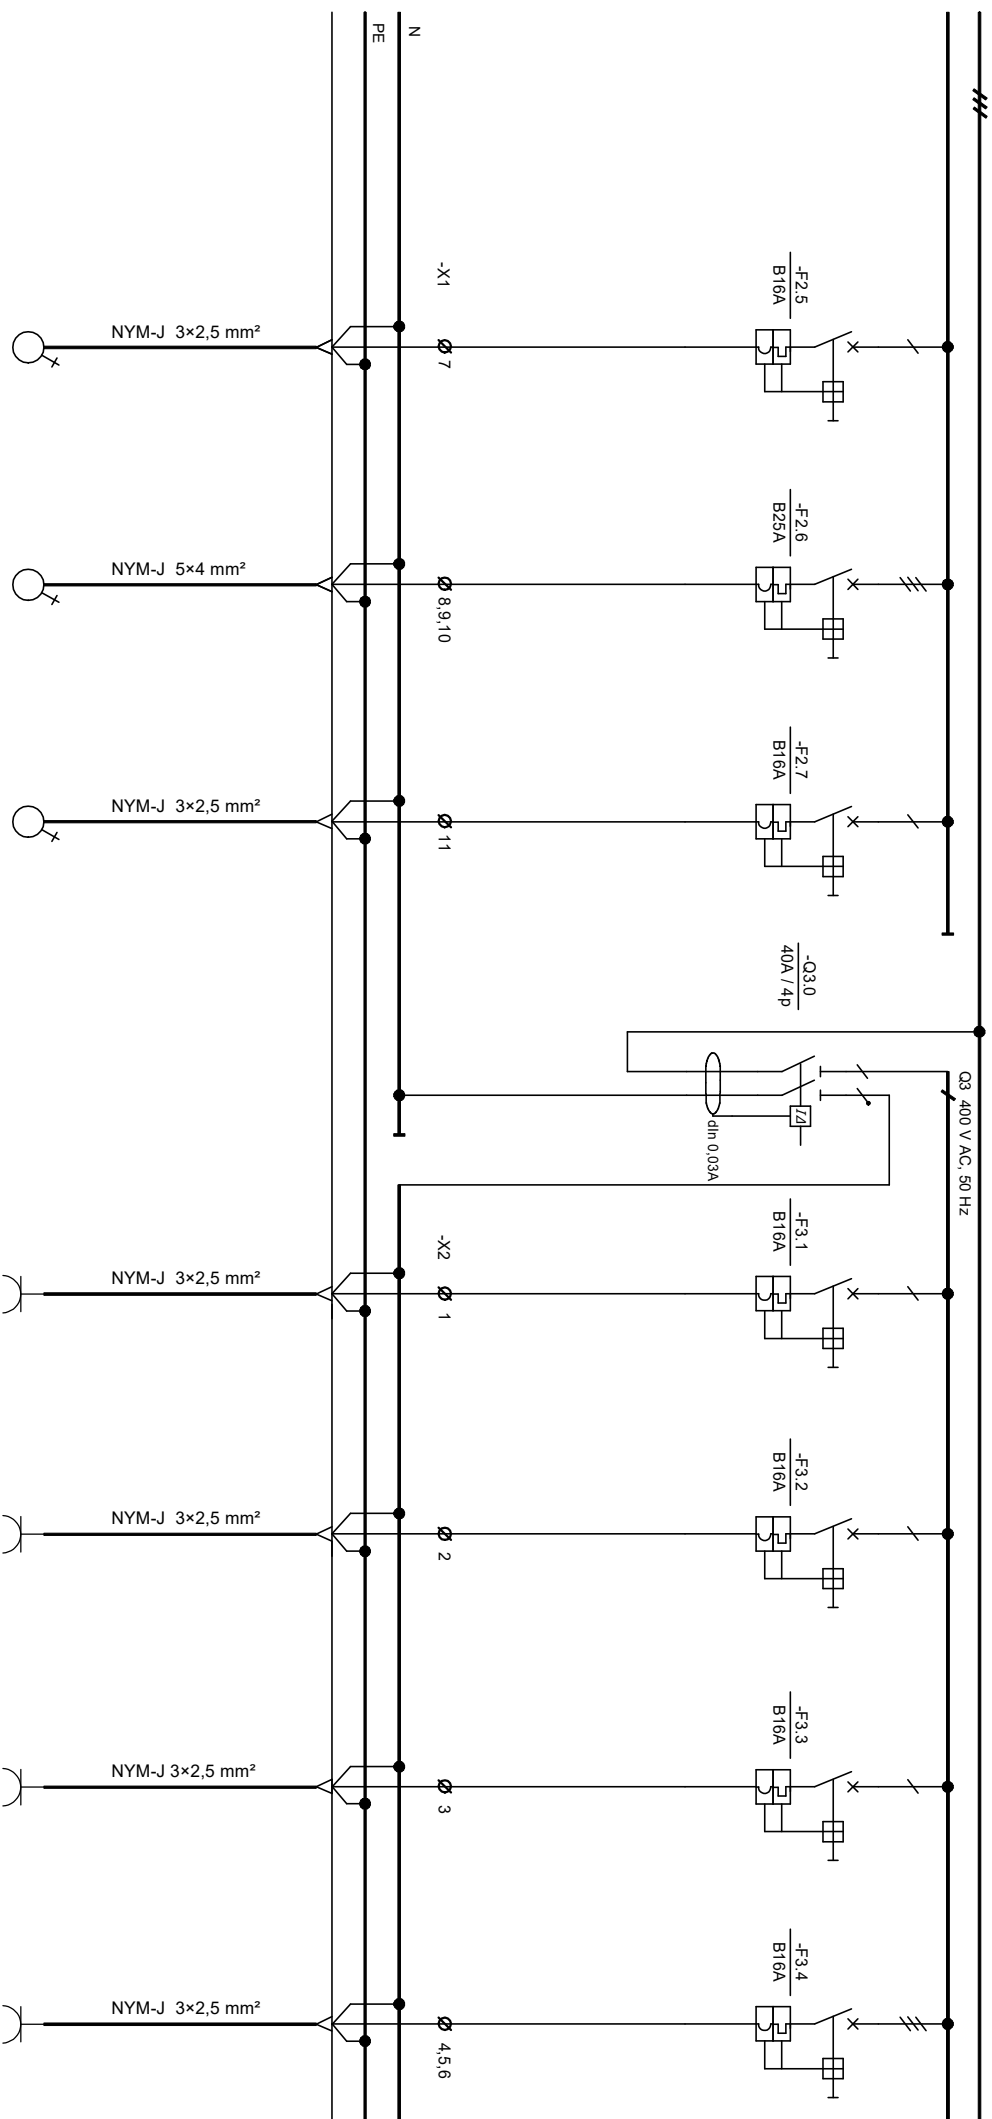 N
PE
-X1
-F2.5
B16A
NYM-J 3×2,5 mm²
7
-F2.6
B25A
NYM-J 5×4 mm²
8,9,10
-F2.7
B16A
NYM-J 3×2,5 mm²
11
-Q3.0
40A / 4p
IΔ
dIn 0,03A
Q3 400 V AC, 50 Hz
-X2
-F3.1
B16A
NYM-J 3×2,5 mm²
1
-F3.2
B16A
NYM-J 3×2,5 mm²
2
-F3.3
B16A
NYM-J 3×2,5 mm²
3
-F3.4
B16A
NYM-J 3×2,5 mm²
4,5,6